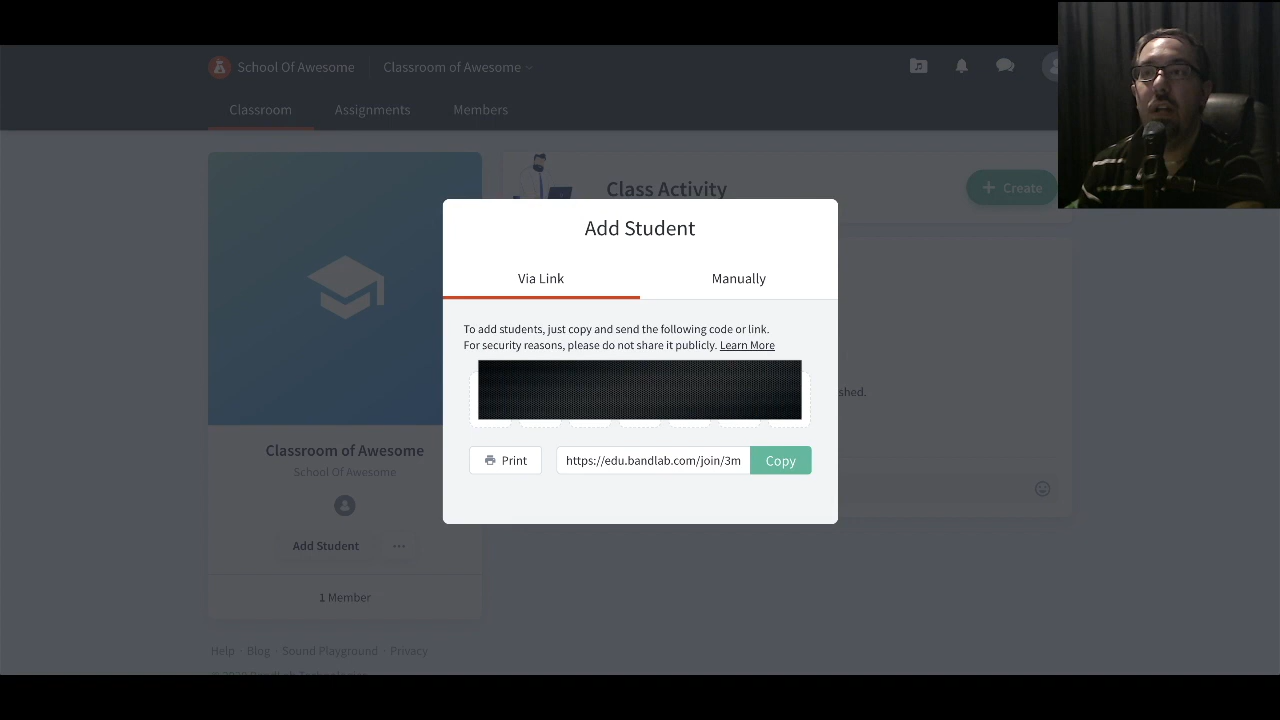 School Of Awesome
Classroom of Awesome
Classroom
Assignments
Members
Class Activity
Create
Add Student
Via Link
Manually
To add students, just copy and send the following code or link.
For security reasons, please do not share it publicly. Learn More
shed.
Print
https://edu.bandlab.com/join/3m
Copy
Classroom of Awesome
School Of Awesome
Add Student
1 Member
Help · Blog · Sound Playground · Privacy